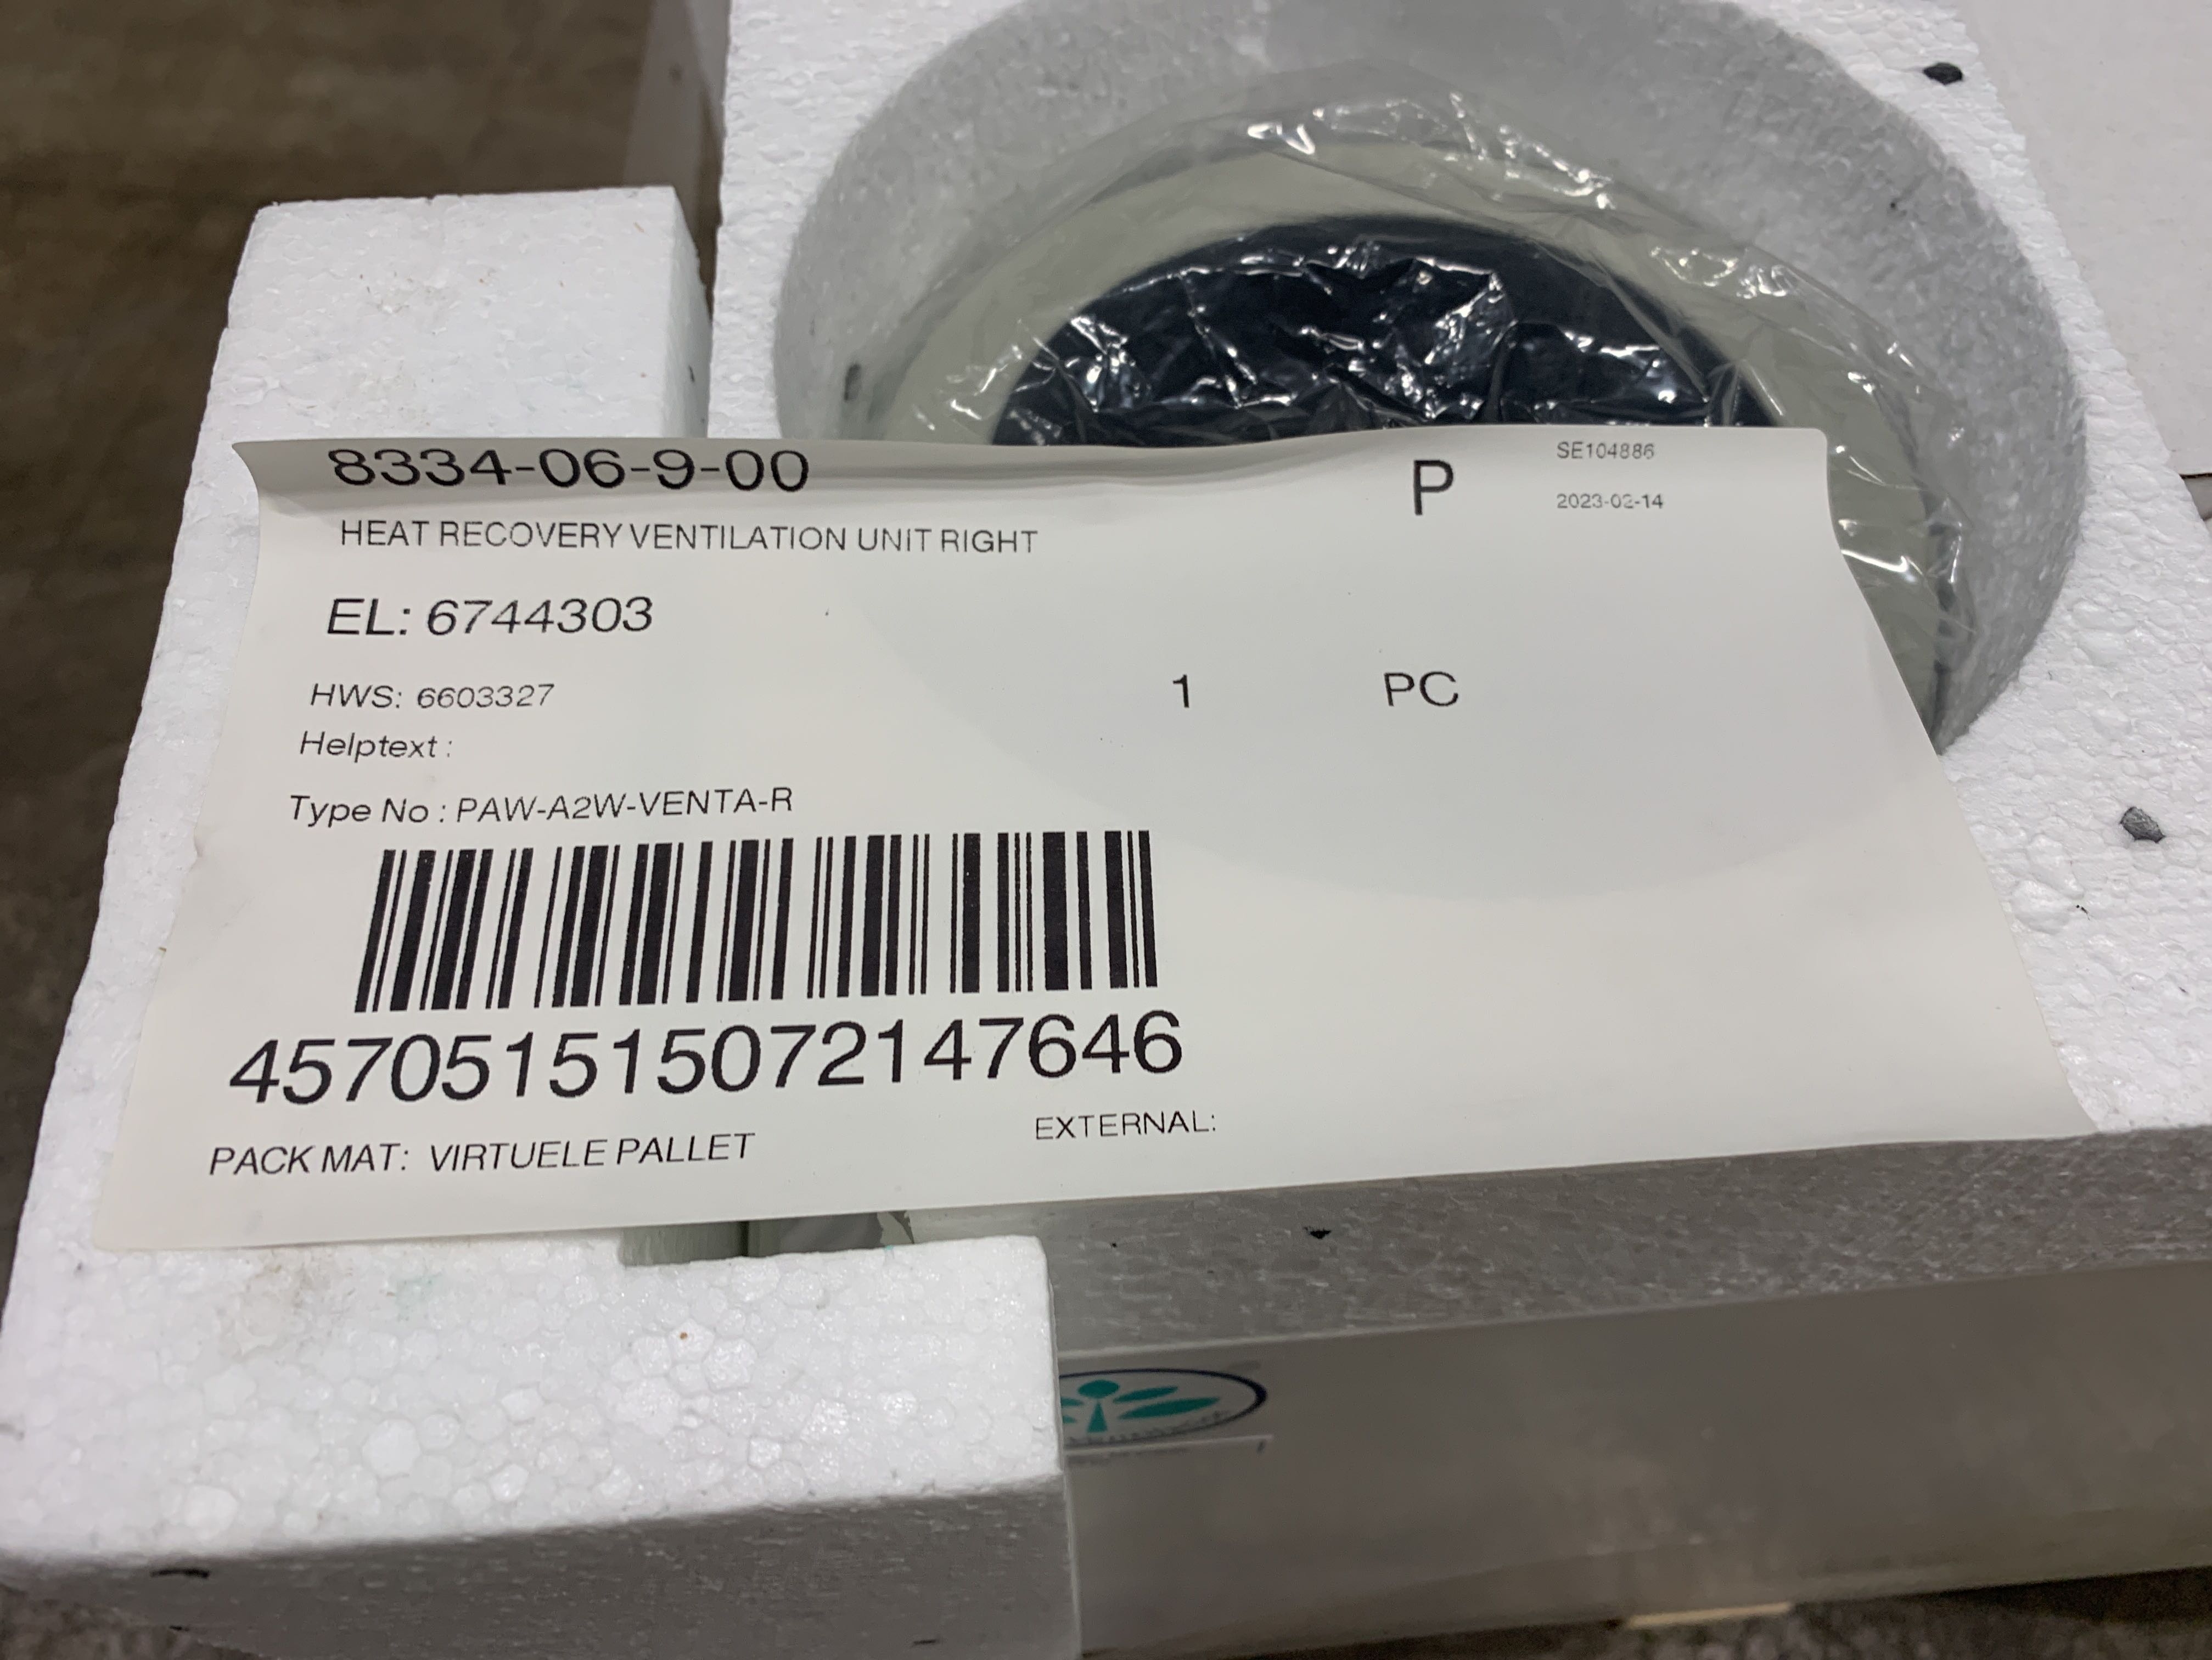 8334-06-9-00
P
SE104886
2023-02-14
HEAT RECOVERY VENTILATION UNIT RIGHT
EL: 6744303
HWS: 6603327
1 PC
Helptext :
Type No : PAW-A2W-VENTA-R
457051515072147646
PACK MAT: VIRTUELE PALLET
EXTERNAL: